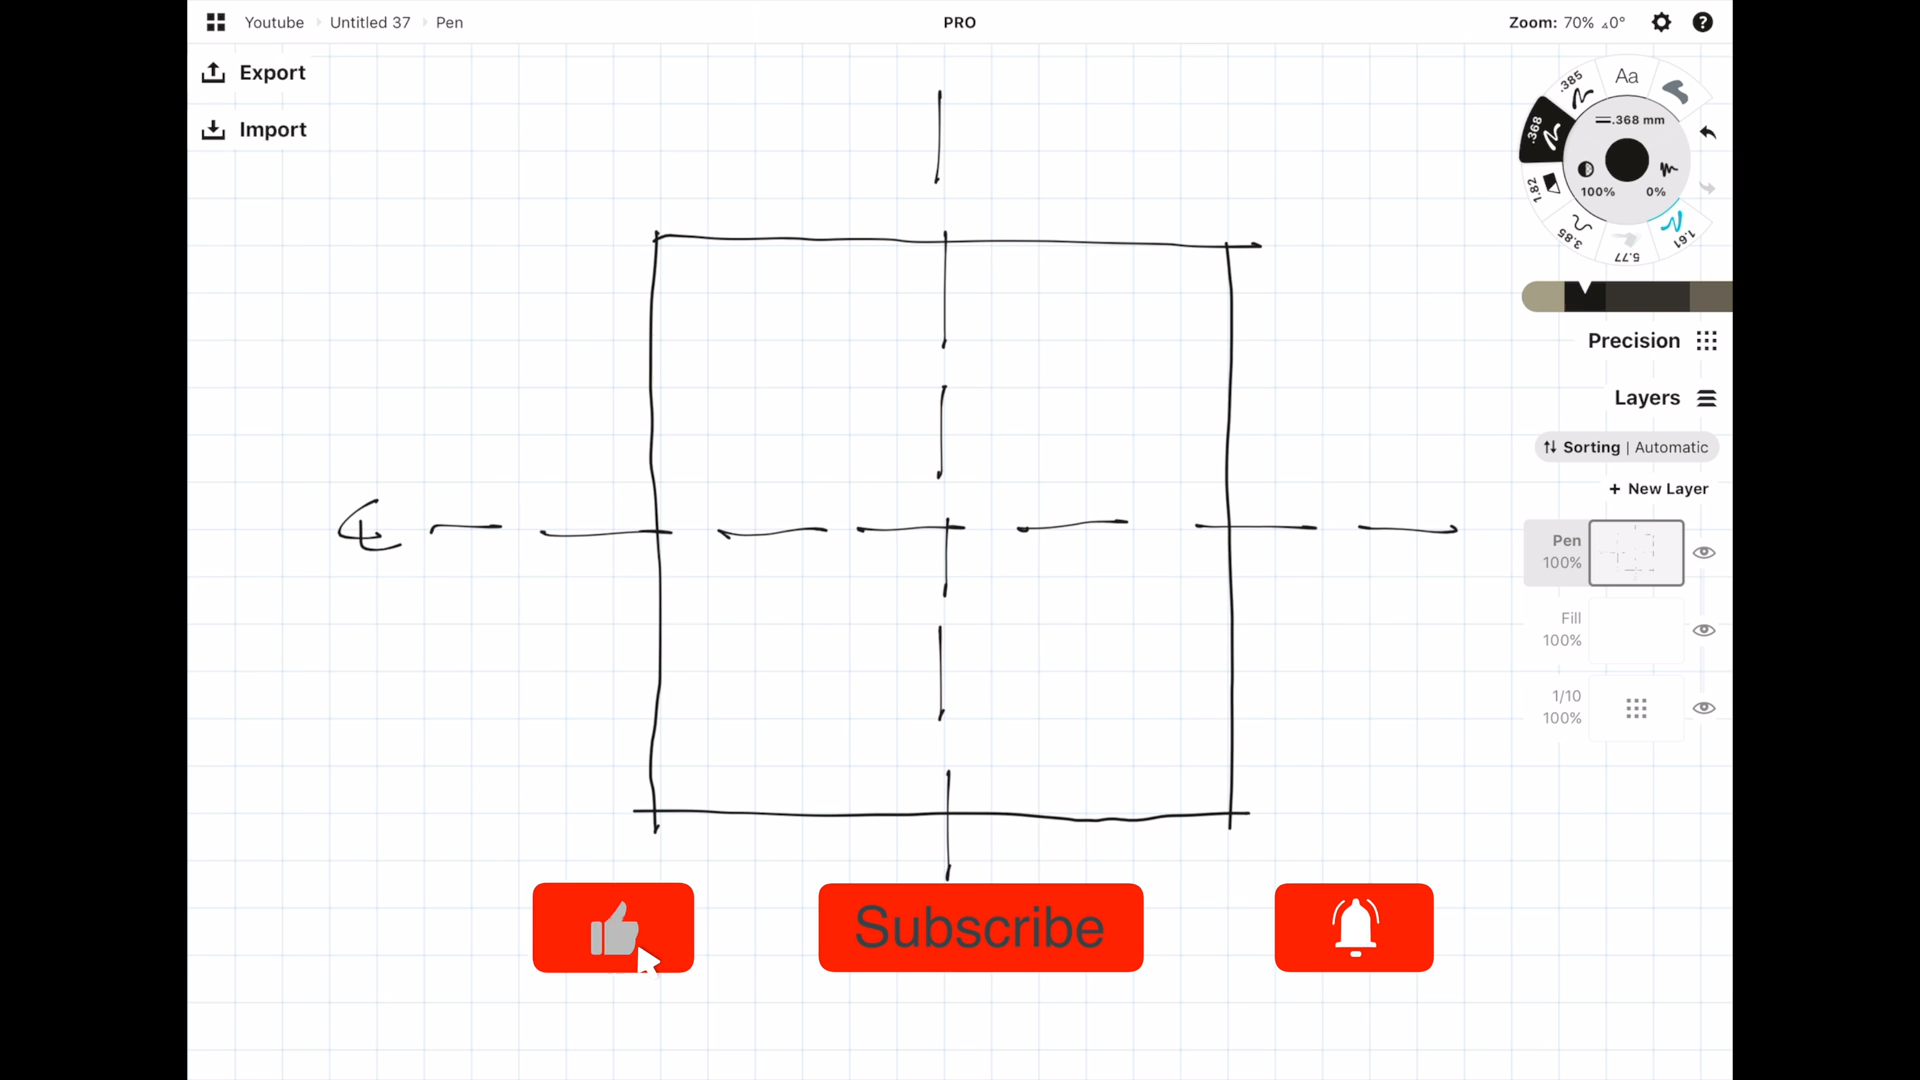 Youtube Untitled 37 Pen
PRO
Zoom: 70% ⊿0°
Export
Import
Aa
.385
.368
1.82
3.85
5.77
1.61
.368 mm
100% 0%
Precision
Layers
Sorting | Automatic
+ New Layer
Pen
100%
Fill
100%
1/10
100%
℄
Subscribe